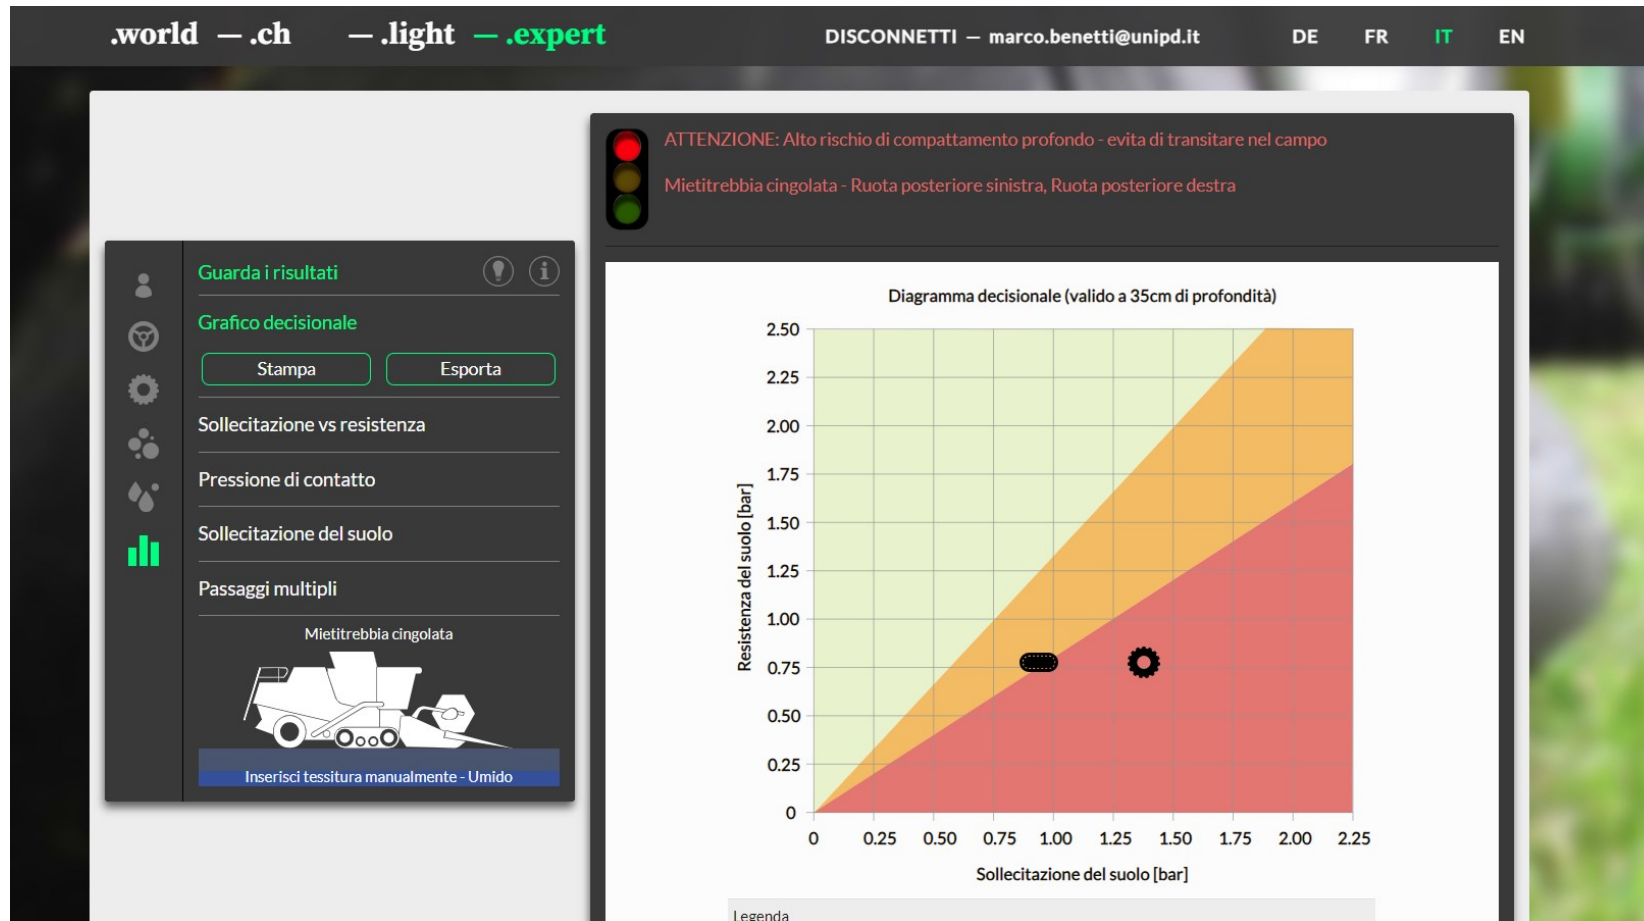 .world — .ch — .light — .expert DISCONNETTI — marco.benetti@unipd.it DE FR IT EN
ATTENZIONE: Alto rischio di compattamento profondo - evita di transitare nel campo
Mietitrebbia cingolata - Ruota posteriore sinistra, Ruota posteriore destra
Guarda i risultati
Grafico decisionale
Stampa Esporta
Sollecitazione vs resistenza
Pressione di contatto
Sollecitazione del suolo
Passaggi multipli
Mietitrebbia cingolata
Inserisci tessitura manualmente - Umido
Diagramma decisionale (valido a 35cm di profondità)
Resistenza del suolo [bar]
2.50
2.25
2.00
1.75
1.50
1.25
1.00
0.75
0.50
0.25
0
0 0.25 0.50 0.75 1.00 1.25 1.50 1.75 2.00 2.25
Sollecitazione del suolo [bar]
Legenda